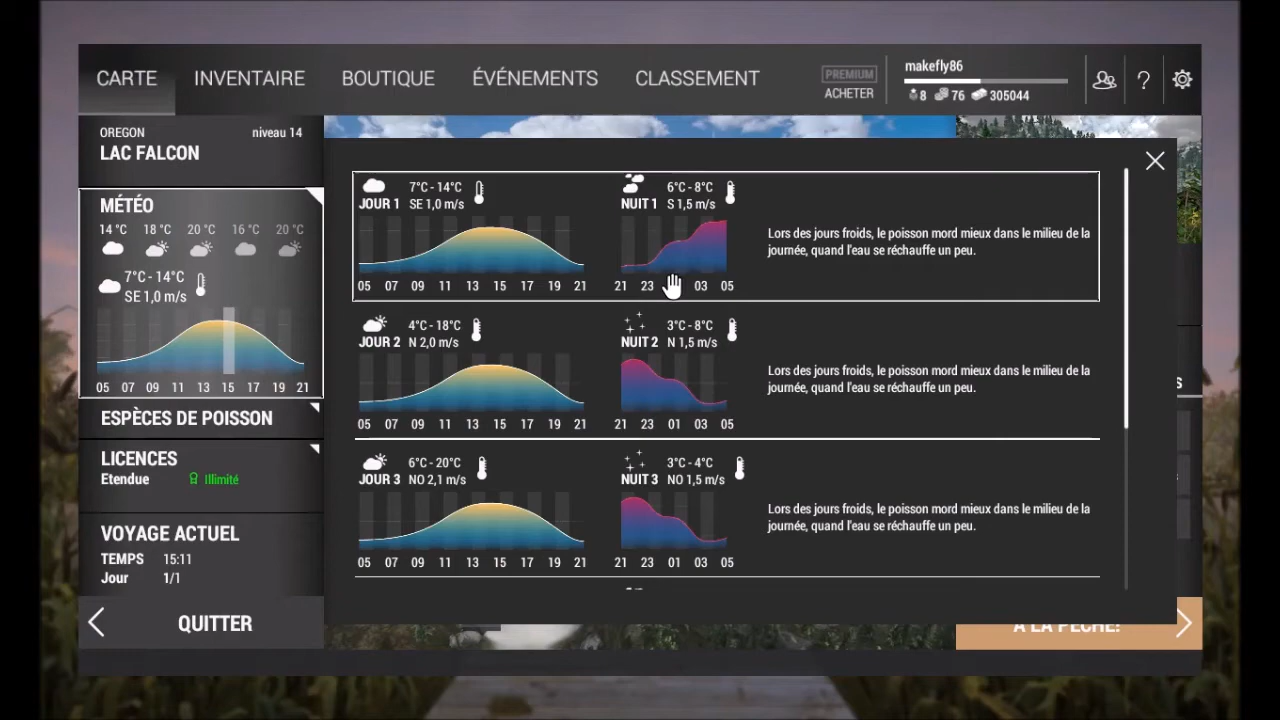 CARTE INVENTAIRE BOUTIQUE ÉVÉNEMENTS CLASSEMENT
PREMIUM
ACHETER
makefly86
8 76 305044
?
OREGON niveau 14
LAC FALCON
MÉTÉO
14 °C 18 °C 20 °C 16 °C 20 °C
7°C - 14°C
SE 1,0 m/s
05 07 09 11 13 15 17 19 21
ESPÈCES DE POISSON
LICENCES
Etendue Illimité
VOYAGE ACTUEL
TEMPS 15:11
Jour 1/1
QUITTER
7°C - 14°C
JOUR 1 SE 1,0 m/s
05 07 09 11 13 15 17 19 21
6°C - 8°C
NUIT 1 S 1,5 m/s
21 23 03 05
Lors des jours froids, le poisson mord mieux dans le milieu de la
journée, quand l'eau se réchauffe un peu.
4°C - 18°C
JOUR 2 N 2,0 m/s
05 07 09 11 13 15 17 19 21
3°C - 8°C
NUIT 2 N 1,5 m/s
21 23 01 03 05
Lors des jours froids, le poisson mord mieux dans le milieu de la
journée, quand l'eau se réchauffe un peu.
6°C - 20°C
JOUR 3 NO 2,1 m/s
05 07 09 11 13 15 17 19 21
3°C - 4°C
NUIT 3 NO 1,5 m/s
21 23 01 03 05
Lors des jours froids, le poisson mord mieux dans le milieu de la
journée, quand l'eau se réchauffe un peu.
À LA PÊCHE!